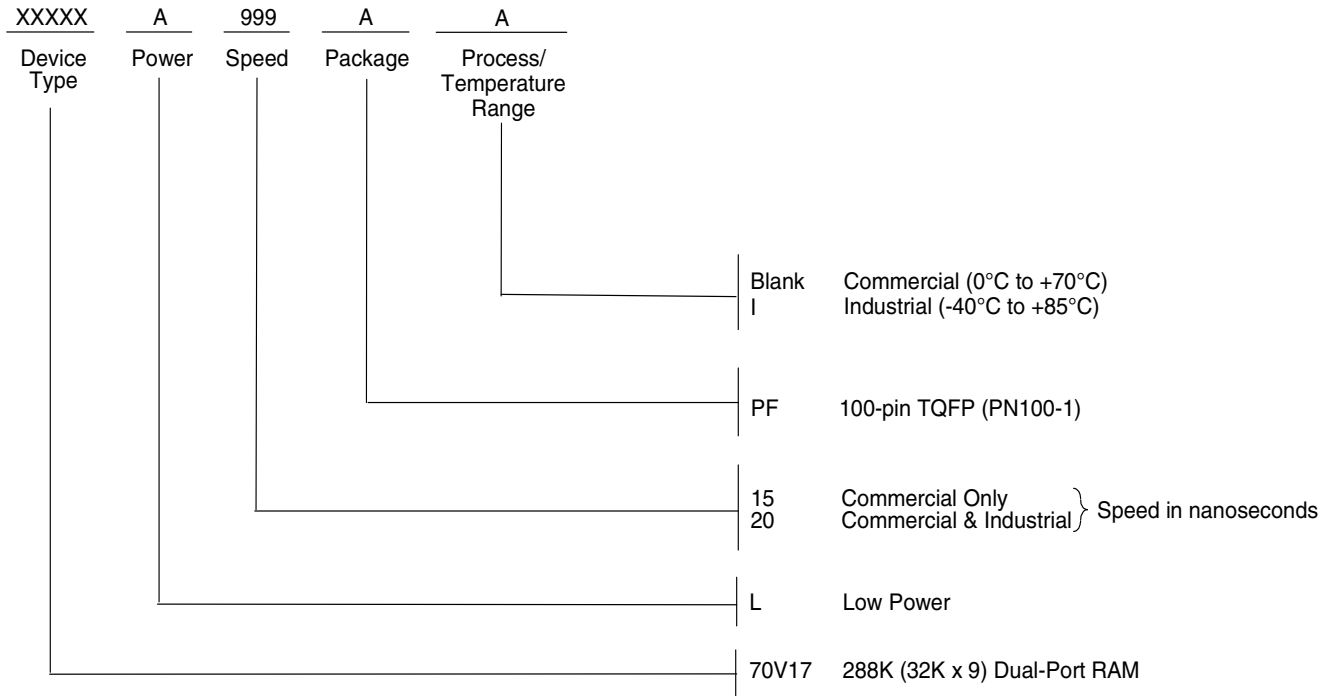 XXXXX A 999 A A
Device Type Power Speed Package Process/ Temperature Range
Blank Commercial (0°C to +70°C)
I Industrial (-40°C to +85°C)
PF 100-pin TQFP (PN100-1)
15 Commercial Only
20 Commercial & Industrial
Speed in nanoseconds
L Low Power
70V17 288K (32K x 9) Dual-Port RAM